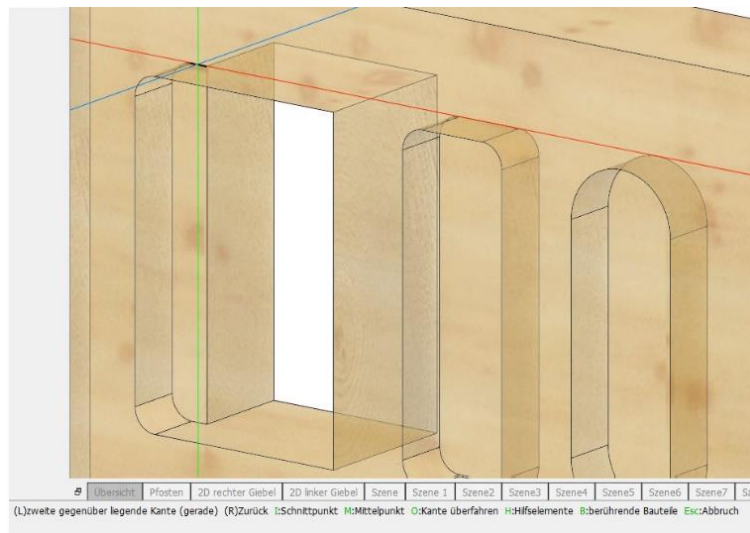 Übersicht Pfosten 2D rechter Giebel 2D linker Giebel Szene Szene 1 Szene2 Szene3 Szene4 Szene5 Szene6 Szene7
(L)zweite gegenüber liegende Kante (gerade) (R)Zurück I:Schnittpunkt M:Mittelpunkt O:Kante überfahren H:Hilfselemente B:berührende Bauteile Esc:Abbruch